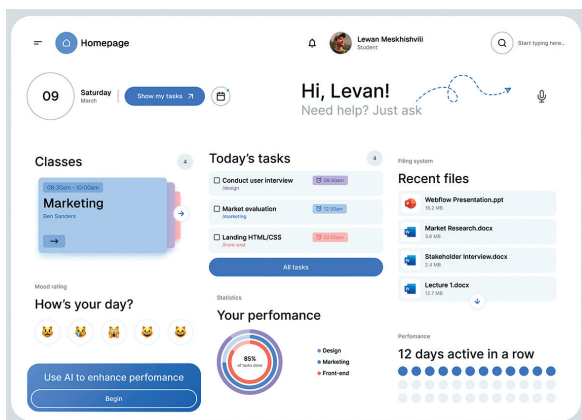 Homepage
Lewan Meskhishvili
Student
Start typing here..
09
Saturday
March
Show my tasks
Hi, Levan!
Need help? Just ask
Classes
4
08:30am - 10:00am
Marketing
Ben Sanders
Today's tasks
4
Conduct user interview
/design
08:30am
Market evaluation
/marketing
12:00am
Landing HTML/CSS
/front-end
All tasks
Filing system
Recent files
Webflow Presentation.ppt
16.2 MB
Market Research.docx
3.8 MB
Stakeholder Interview.docx
2.4 MB
Lecture 1.docx
12.7 MB
Mood rating
How's your day?
Use AI to enhance perfomance
Begin
Statistics
Your perfomance
85%
of tasks done
Design
Marketing
Front-end
Perfomance
12 days active in a row